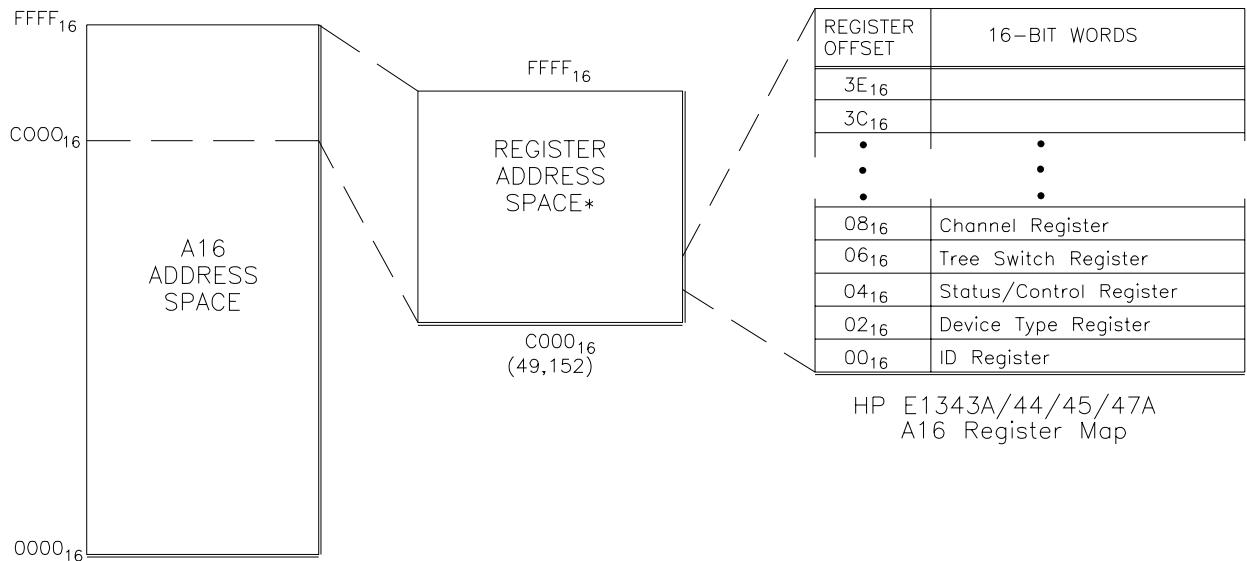 FFFF16
C00016
A16
ADDRESS
SPACE
000016
FFFF16
REGISTER
ADDRESS
SPACE*
C00016
(49,152)
REGISTER OFFSET 16-BIT WORDS
3E16
3C16
0816 Channel Register
0616 Tree Switch Register
0416 Status/Control Register
0216 Device Type Register
0016 ID Register
HP E1343A/44/45/47A
A16 Register Map